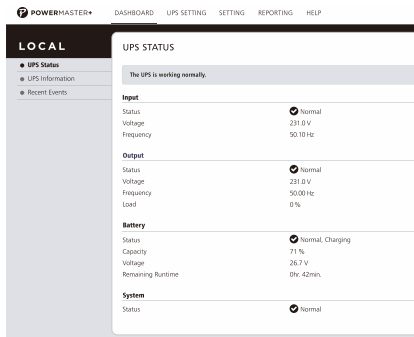 POWERMASTER+
DASHBOARD UPS SETTING SETTING REPORTING HELP
LOCAL
UPS Status
UPS Information
Recent Events
UPS STATUS
The UPS is working normally.
Input
Status Normal
Voltage 231.0 V
Frequency 50.10 Hz
Output
Status Normal
Voltage 231.0 V
Frequency 50.00 Hz
Load 0 %
Battery
Status Normal, Charging
Capacity 71 %
Voltage 26.7 V
Remaining Runtime 0hr. 42min.
System
Status Normal